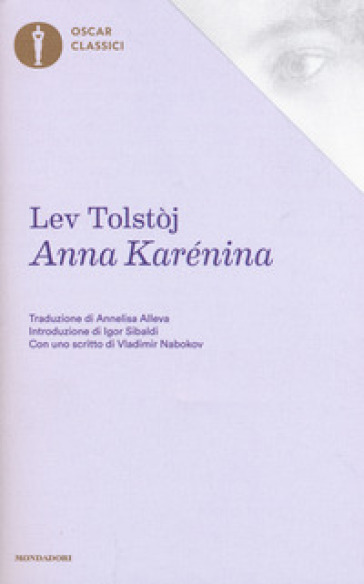 OSCAR
CLASSICI
Lev Tolstòj
Anna Karénina
Traduzione di Annelisa Alleva
Introduzione di Igor Sibaldi
Con uno scritto di Vladimir Nabokov
MONDADORI